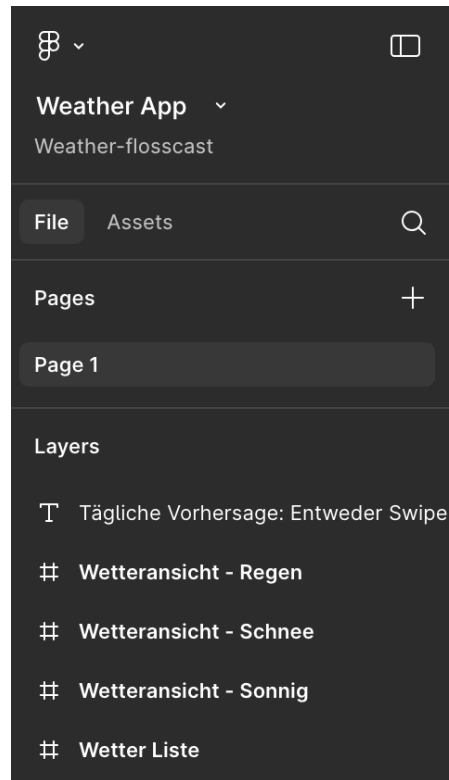 Weather App
Weather-flosscast
File Assets
Pages
Page 1
Layers
Tägliche Vorhersage: Entweder Swipe
Wetteransicht - Regen
Wetteransicht - Schnee
Wetteransicht - Sonnig
Wetter Liste